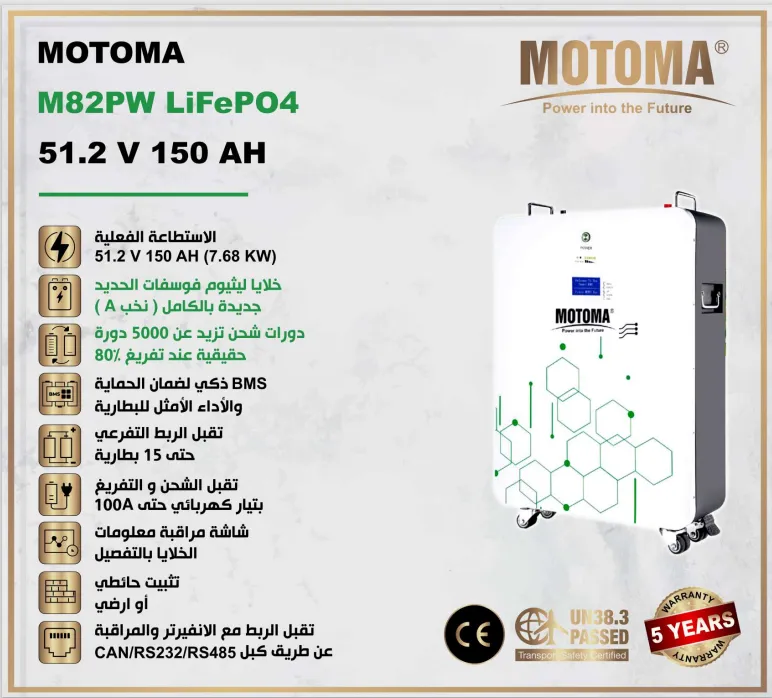 MOTOMA
M82PW LiFePO4
51.2 V 150 AH
MOTOMA®
Power into the Future
الاستطاعة الفعلية
51.2 V 150 AH (7.68 KW)
خلايا ليثيوم فوسفات الحديد
جديدة بالكامل ( نخب A )
دورات شحن تزيد عن 5000 دورة
حقيقية عند تفريغ 80%
BMS ذكي لضمان الحماية
والأداء الأمثل للبطارية
تقبل الربط التفرعي
حتى 15 بطارية
تقبل الشحن و التفريغ
بتيار كهربائي حتى 100A
شاشة مراقبة معلومات
الخلايا بالتفصيل
تثبيت حائطي
أو ارضي
تقبل الربط مع الانفيرتر والمراقبة
عن طريق كبل CAN/RS232/RS485
BMS
MOTOMA
Power into the Future
CE
UN38.3
PASSED
Transport Safety Certified
WARRANTY
5 YEARS
WARRANTY